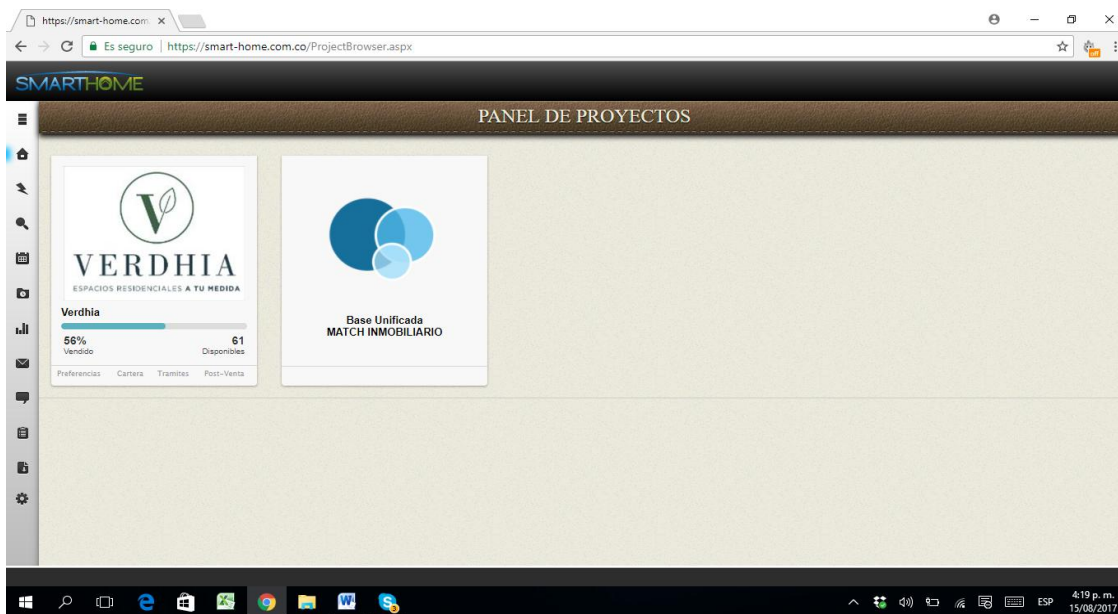 https://smart-home.com.
Es seguro | https://smart-home.com.co/ProjectBrowser.aspx
off
SMARTHOME
PANEL DE PROYECTOS
V
VERDHIA
ESPACIOS RESIDENCIALES A TU MEDIDA
Verdhia
56% 61
Vendido Disponibles
Preferencias Cartera Tramites Post-Venta
Base Unificada
MATCH INMOBILIARIO
ESP
4:19 p. m.
15/08/2017
3